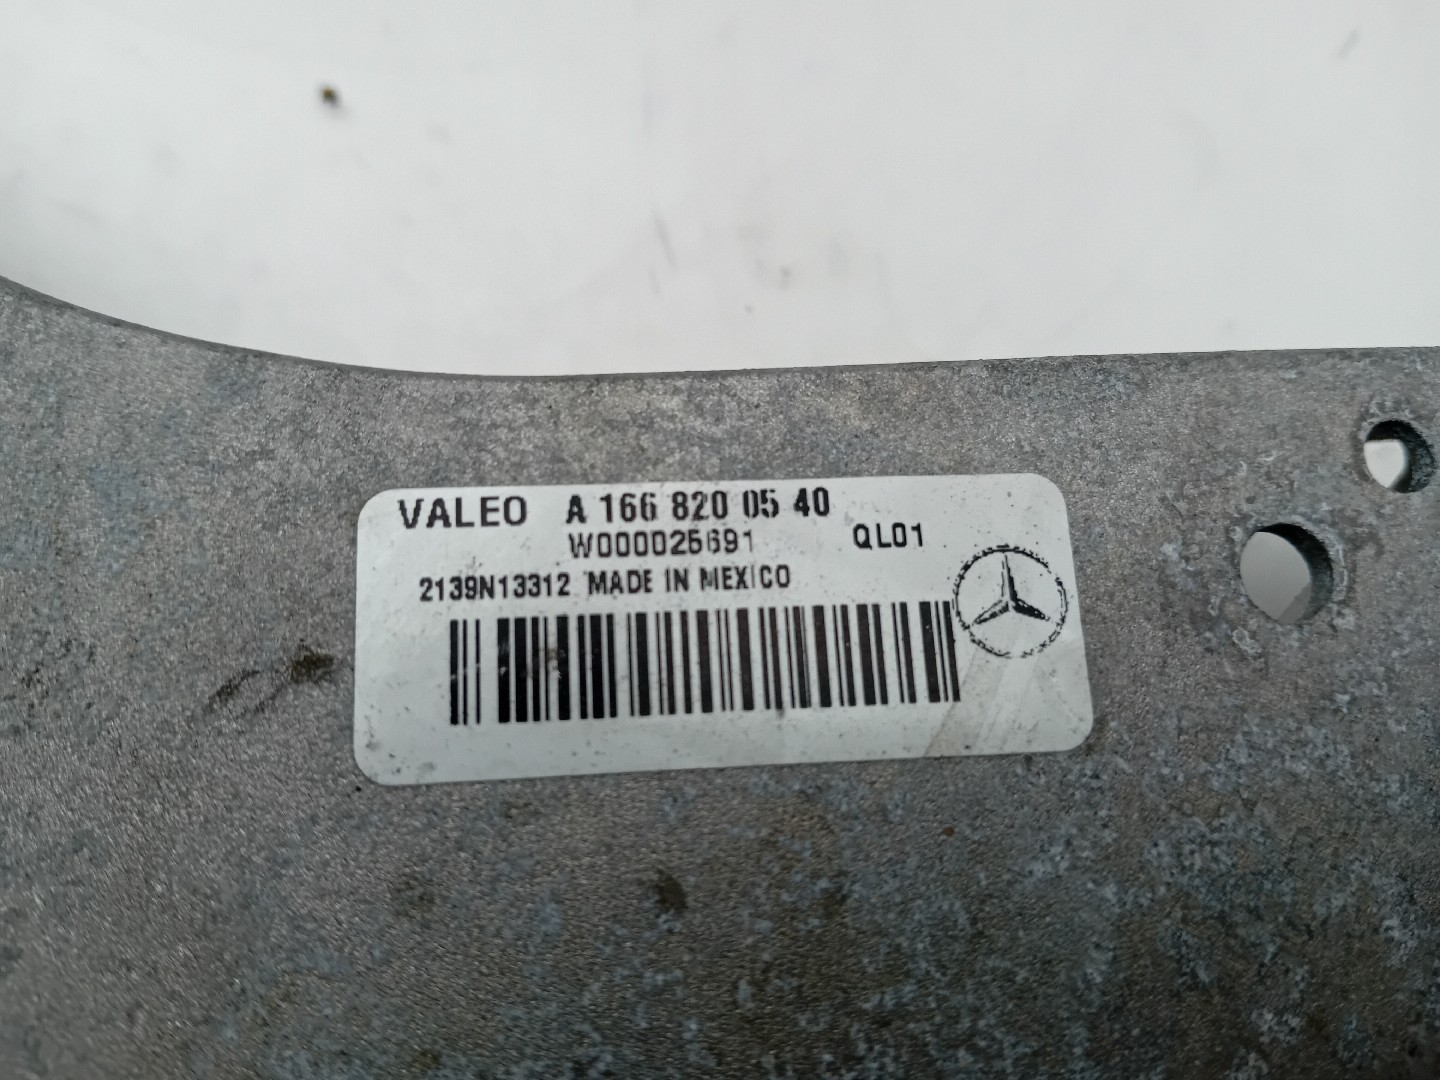 VALEO A 166 820 05 40
W000025691 QL01
2139N13312 MADE IN MEXICO